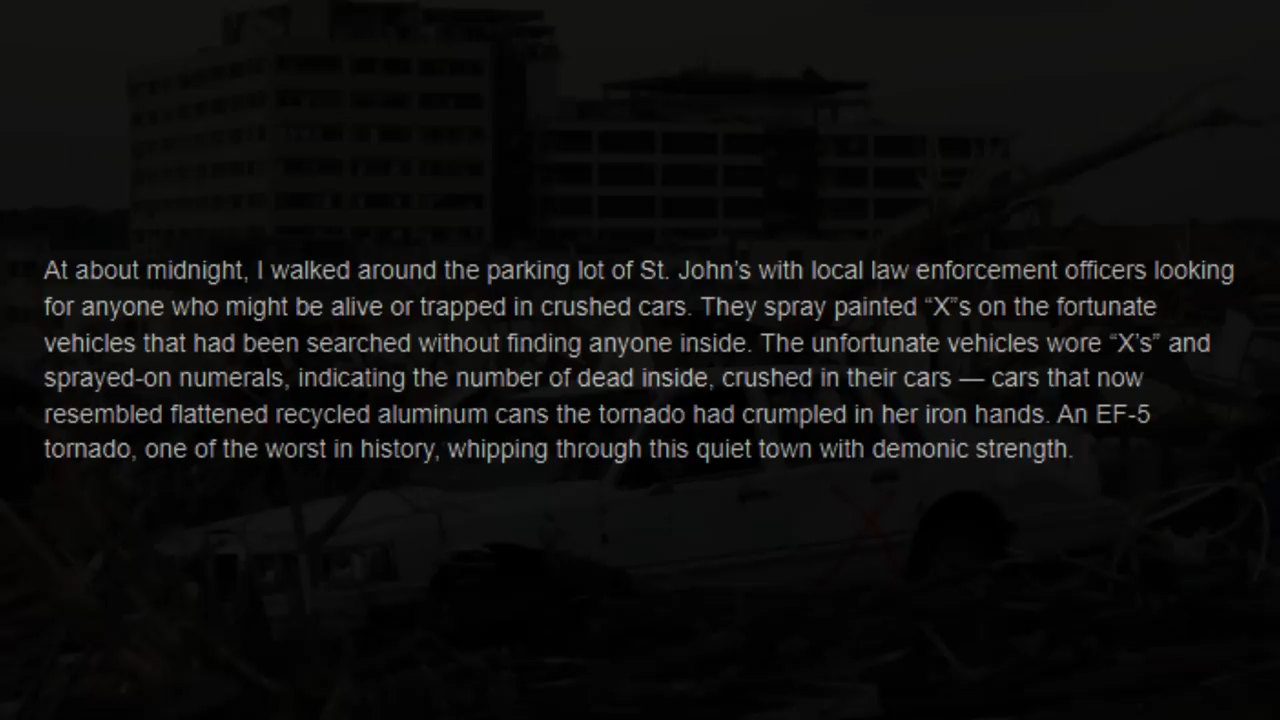 At about midnight, I walked around the parking lot of St. John’s with local law enforcement officers looking
for anyone who might be alive or trapped in crushed cars. They spray painted “X”s on the fortunate
vehicles that had been searched without finding anyone inside. The unfortunate vehicles wore “X’s” and
sprayed-on numerals, indicating the number of dead inside, crushed in their cars — cars that now
resembled flattened recycled aluminum cans the tornado had crumpled in her iron hands. An EF-5
tornado, one of the worst in history, whipping through this quiet town with demonic strength.